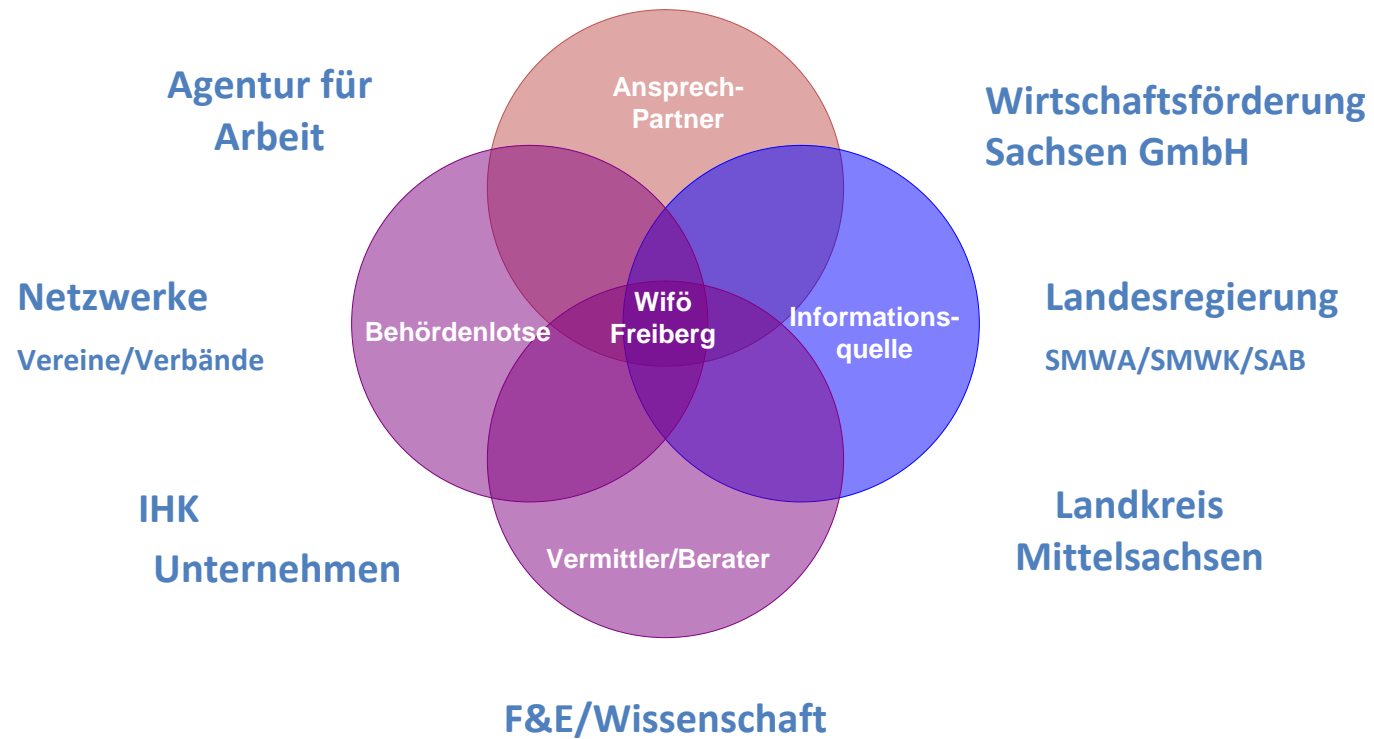 Agentur für
Arbeit
Ansprech-
Partner
Wirtschaftsförderung
Sachsen GmbH
Netzwerke
Vereine/Verbände
Behördenlotse
Wifö
Freiberg
Informations-
quelle
Landesregierung
SMWA/SMWK/SAB
IHK
Unternehmen
Vermittler/Berater
Landkreis
Mittelsachsen
F&E/Wissenschaft